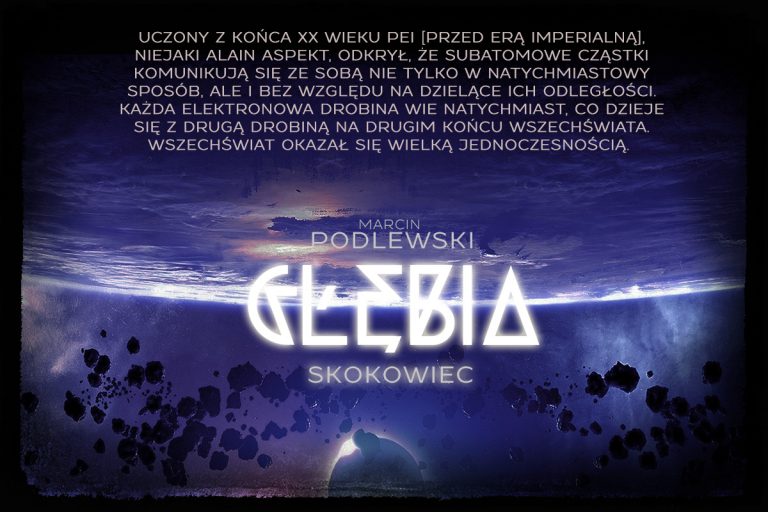 UCZONY Z KOŃCA XX WIEKU PEI [PRZED ERĄ IMPERIALNĄ],
NIEJAKI ALAIN ASPEKT, ODKRYŁ, ŻE SUBATOMOWE CZĄSTKI
KOMUNIKUJĄ SIĘ ZE SOBĄ NIE TYLKO W NATYCHMIASTOWY
SPOSÓB, ALE I BEZ WZGLĘDU NA DZIELĄCE ICH ODLEGŁOŚCI.
KAŻDA ELEKTRONOWA DROBINA WIE NATYCHMIAST, CO DZIEJE
SIĘ Z DRUGĄ DROBINĄ NA DRUGIM KOŃCU WSZECHŚWIATA.
WSZECHŚWIAT OKAZAŁ SIĘ WIELKĄ JEDNOCZESNOŚCIĄ.
MARCIN
PODLEWSKI
GŁĘBIA
SKOKOWIEC